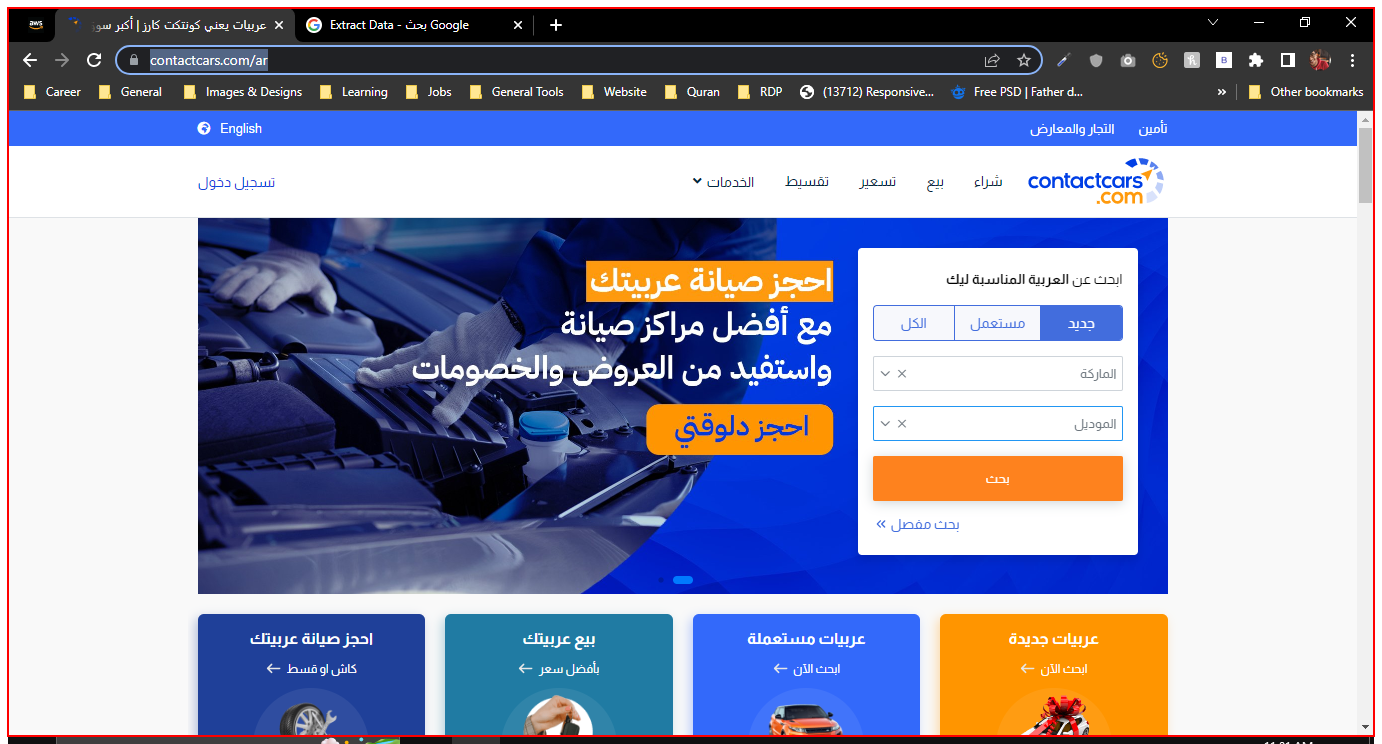 aws
عربيات يعني كونتكت كارز | أكبر سوق
Extract Data - بحث Google
contactcars.com/ar
Career
General
Images & Designs
Learning
Jobs
General Tools
Website
Quran
RDP
(13712) Responsive...
Free PSD | Father d...
»
Other bookmarks
تأمين
التجار والمعارض
English
contactcars
.com
شراء
بيع
تسعير
تقسيط
الخدمات
تسجيل دخول
احجز صيانة عربيتك
مع أفضل مراكز صيانة
واستفيد من العروض والخصومات
احجز دلوقتي
ابحث عن العربية المناسبة ليك
جديد
مستعمل
الكل
الماركة
الموديل
بحث
بحث مفصل
عربيات جديدة
ابحث الآن
عربيات مستعملة
ابحث الآن
بيع عربيتك
بأفضل سعر
احجز صيانة عربيتك
كاش او قسط